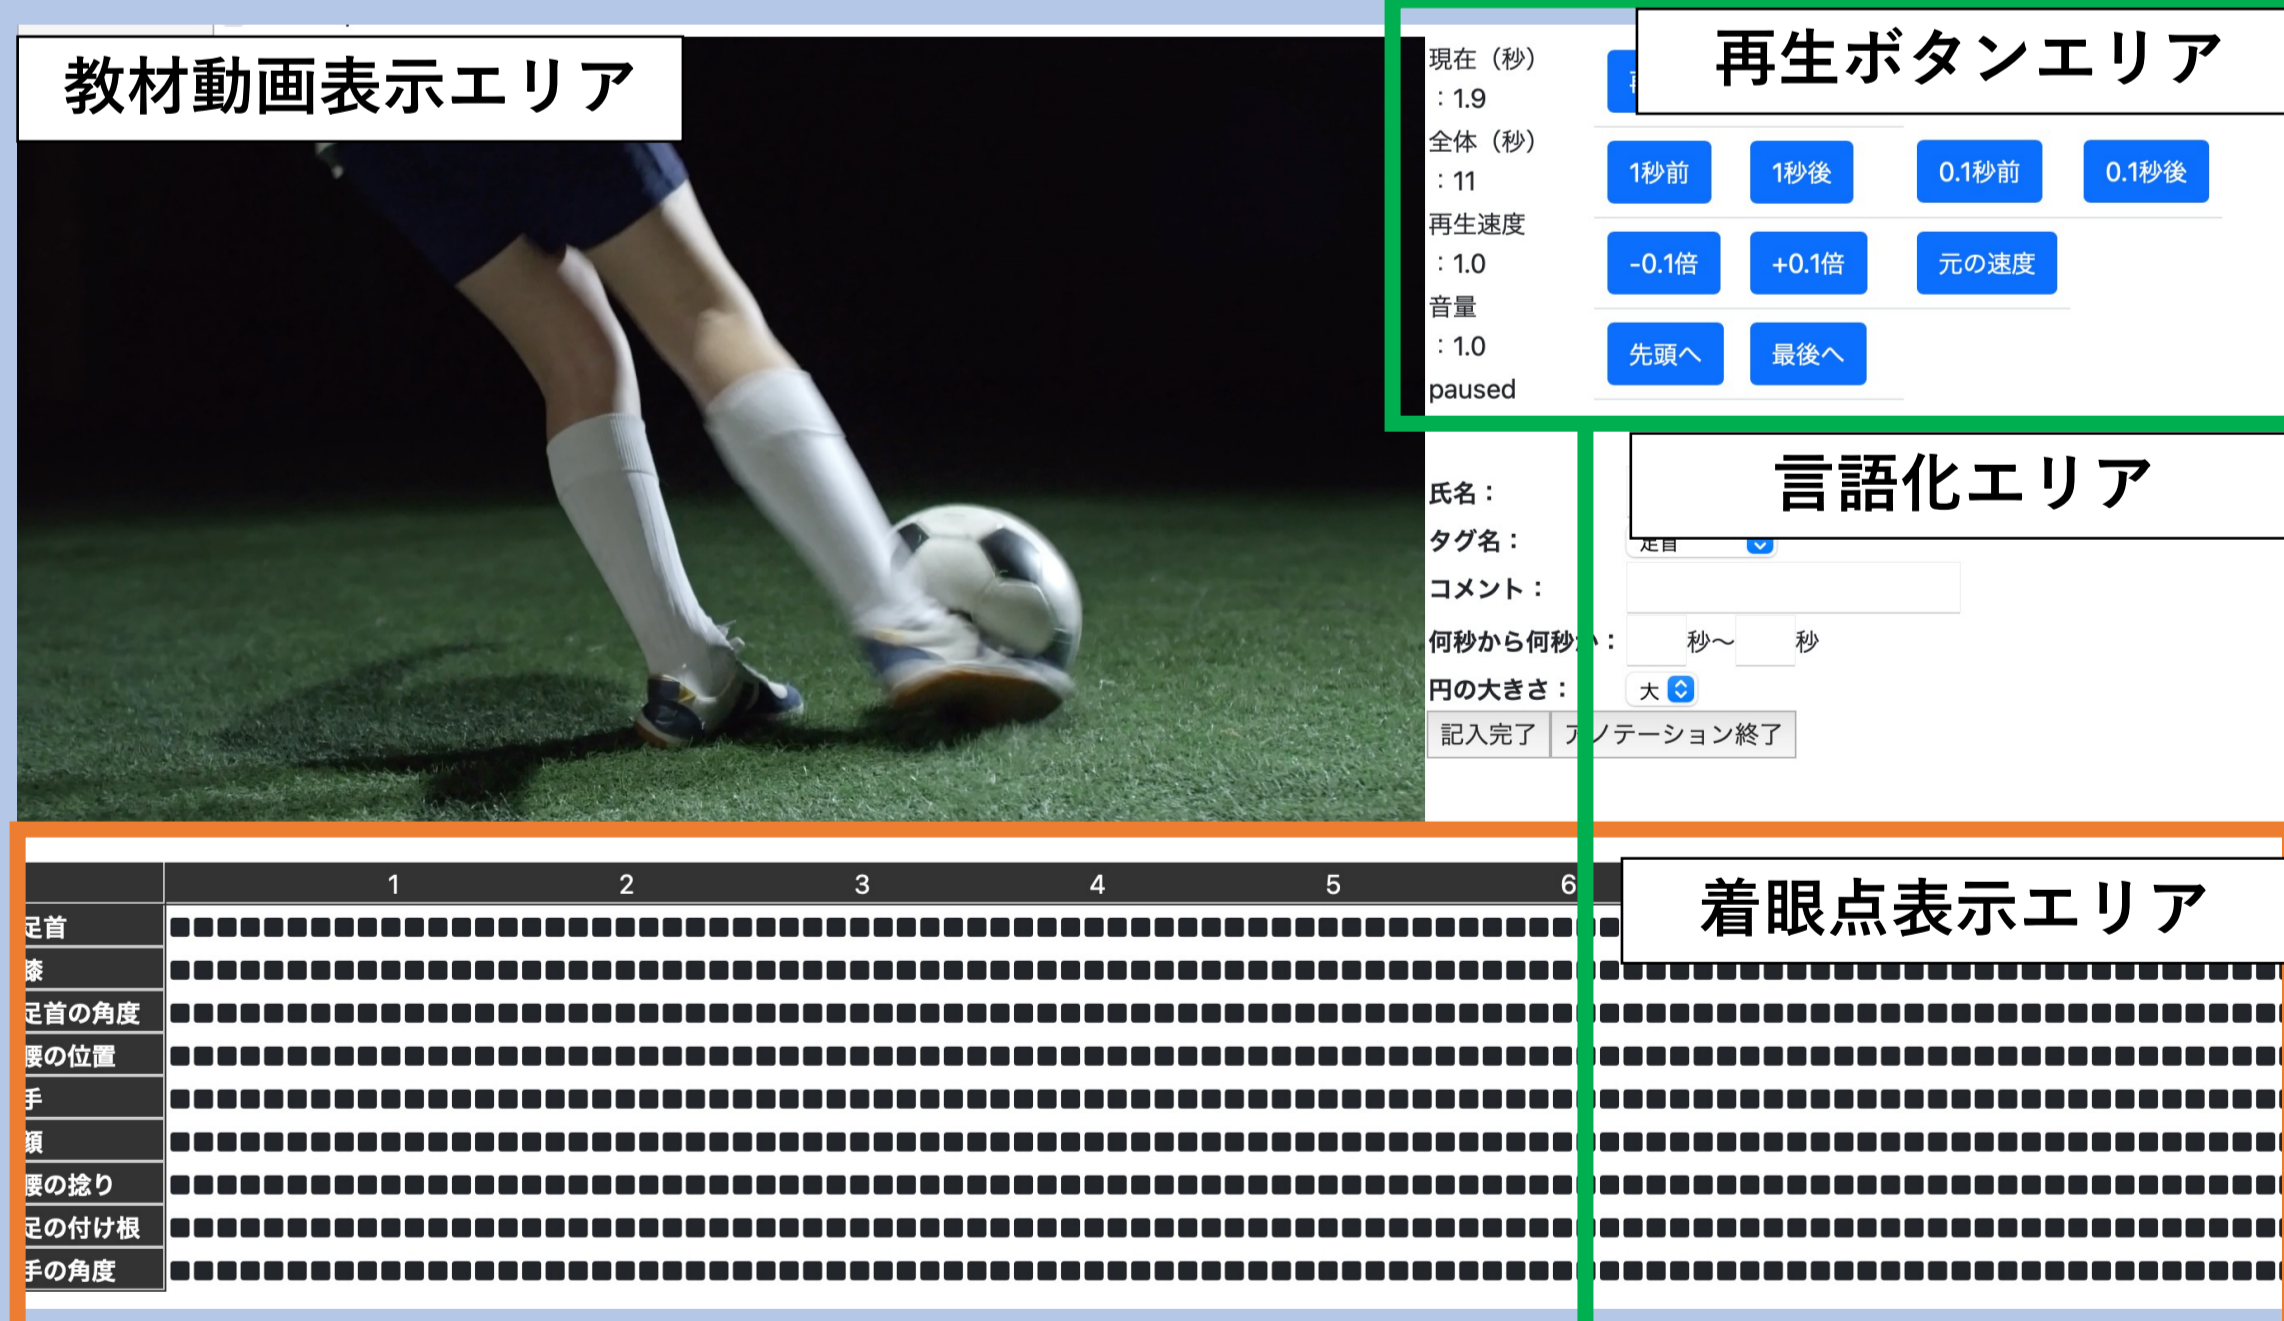 教材動画表示エリア
再生ボタンエリア
現在（秒）
：1.9
全体（秒）
：11
1秒前 1秒後 0.1秒前 0.1秒後
再生速度
：1.0
-0.1倍 +0.1倍 元の速度
音量
：1.0
先頭へ 最後へ
paused
言語化エリア
氏名：
タグ名： 足首
コメント：
何秒から何秒か： 秒～ 秒
円の大きさ： 大
記入完了 アノテーション終了
着眼点表示エリア
1 2 3 4 5 6
足首
膝
足首の角度
腰の位置
手
顔
腰の捻り
足の付け根
手の角度